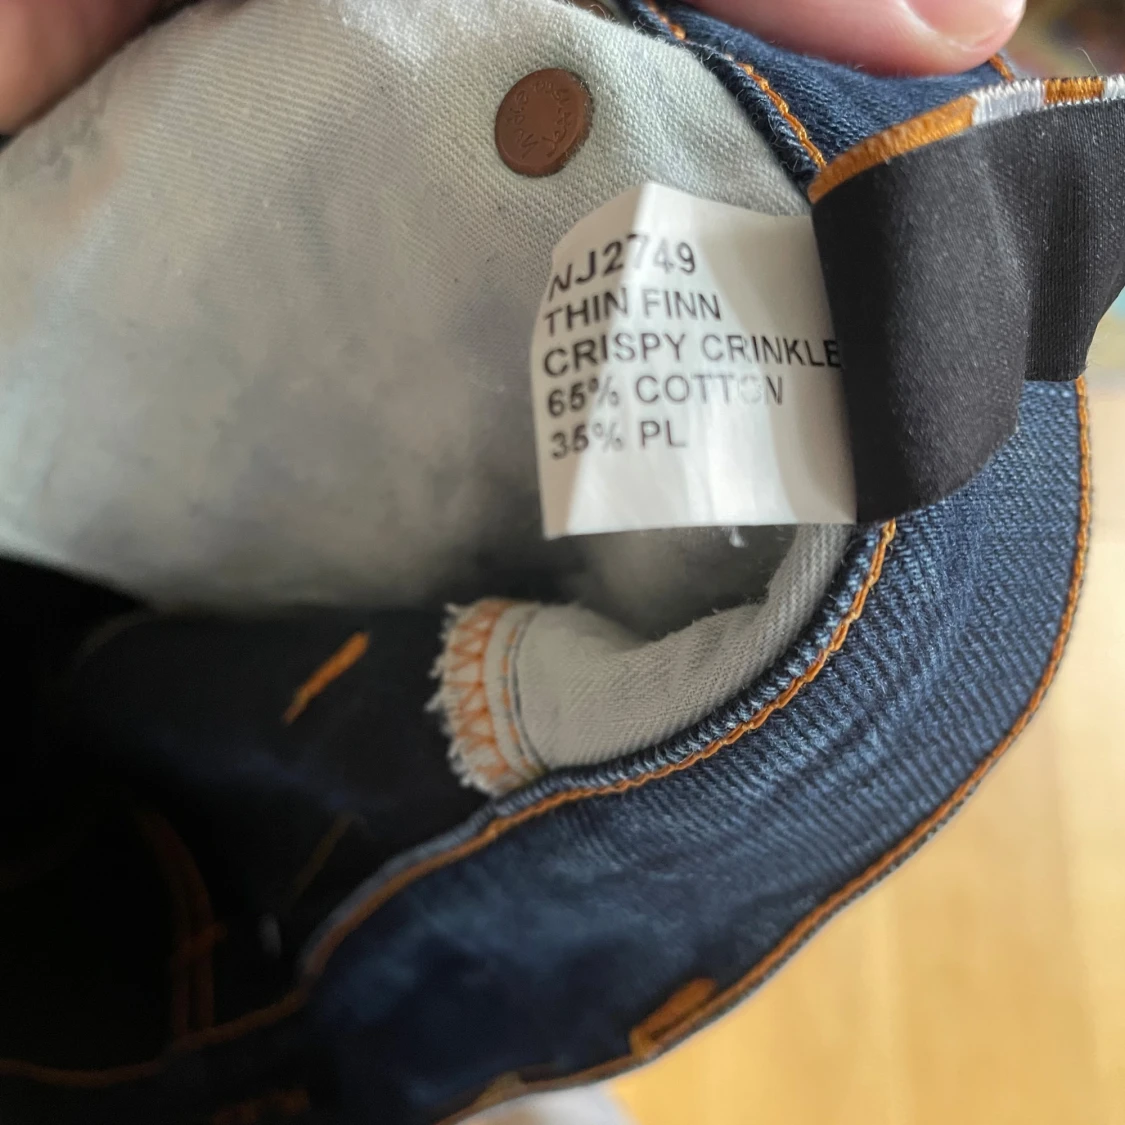 NJ2749
THIN FINN
CRISPY CRINKLE
65% COTTON
35% PL